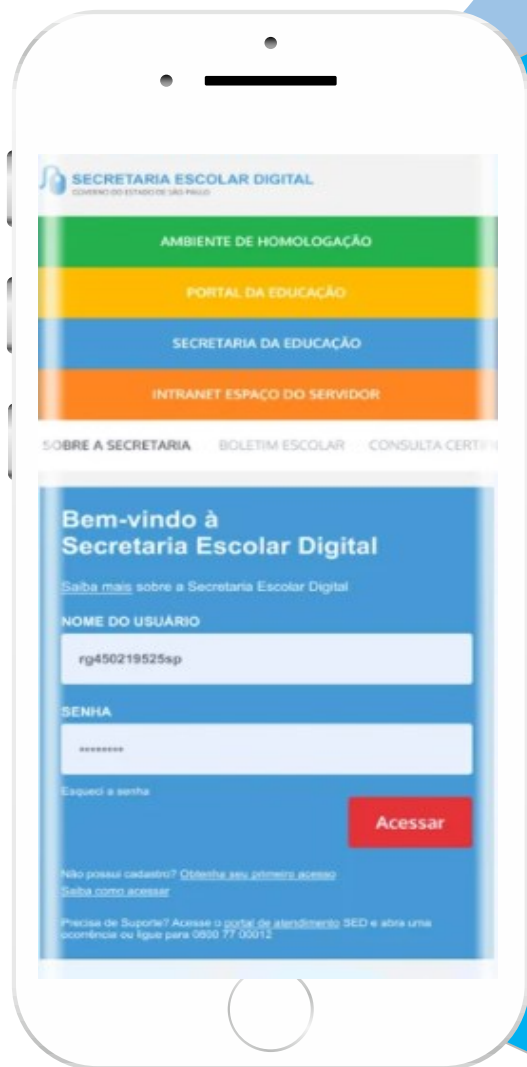 SECRETARIA ESCOLAR DIGITAL
GOVERNO DO ESTADO DE SÃO PAULO
AMBIENTE DE HOMOLOGAÇÃO
PORTAL DA EDUCAÇÃO
SECRETARIA DA EDUCAÇÃO
INTRANET ESPAÇO DO SERVIDOR
SOBRE A SECRETARIA BOLETIM ESCOLAR CONSULTA
Bem-vindo à
Secretaria Escolar Digital
Saiba mais sobre a Secretaria Escolar Digital
NOME DO USUÁRIO
rg450219525sp
SENHA
••••••••
Esqueci a senha
Acessar
Não possui cadastro? Obtenha seu primeiro acesso
Saiba como acessar
Precisa de Suporte? Acesse o portal de atendimento SED e abra uma
ocorrência ou ligue para 0800 77 00012